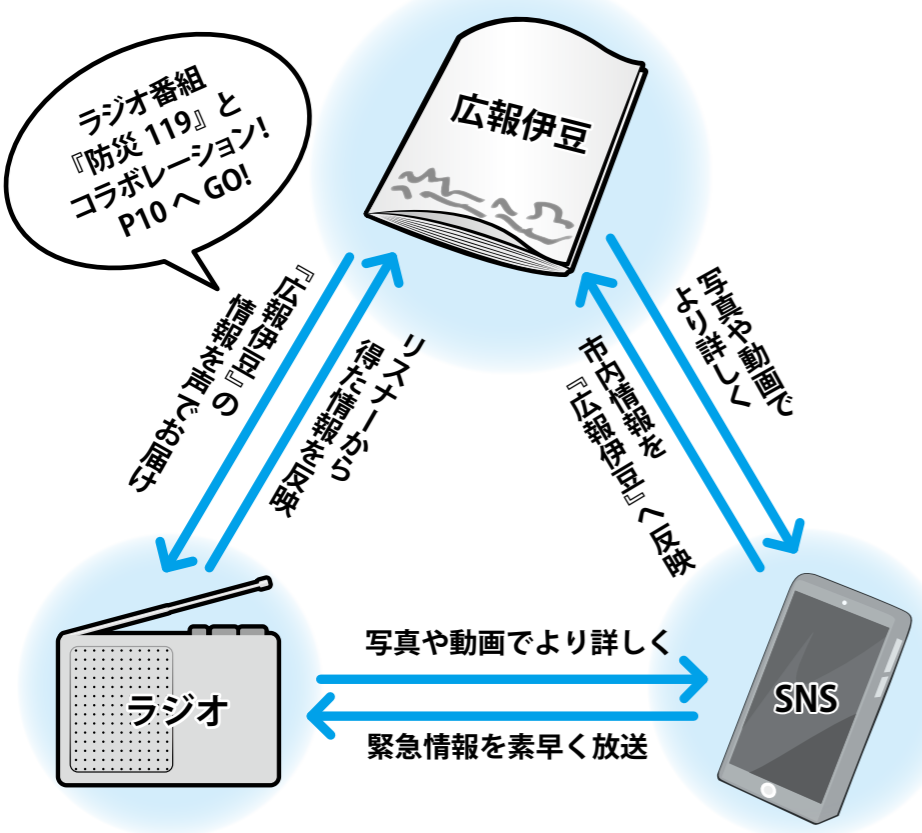 ラジオ番組
『防災 119』と
コラボレーション!
P10 へ GO!
広報伊豆
『広報伊豆』の
情報を声でお届け
リスナーから
得た情報を反映
写真や動画で
より詳しく
市内情報を
『広報伊豆』へ反映
ラジオ
写真や動画でより詳しく
緊急情報を素早く放送
SNS